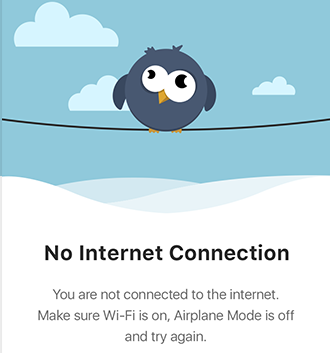 No Internet Connection
You are not connected to the internet.
Make sure Wi-Fi is on, Airplane Mode is off
and try again.